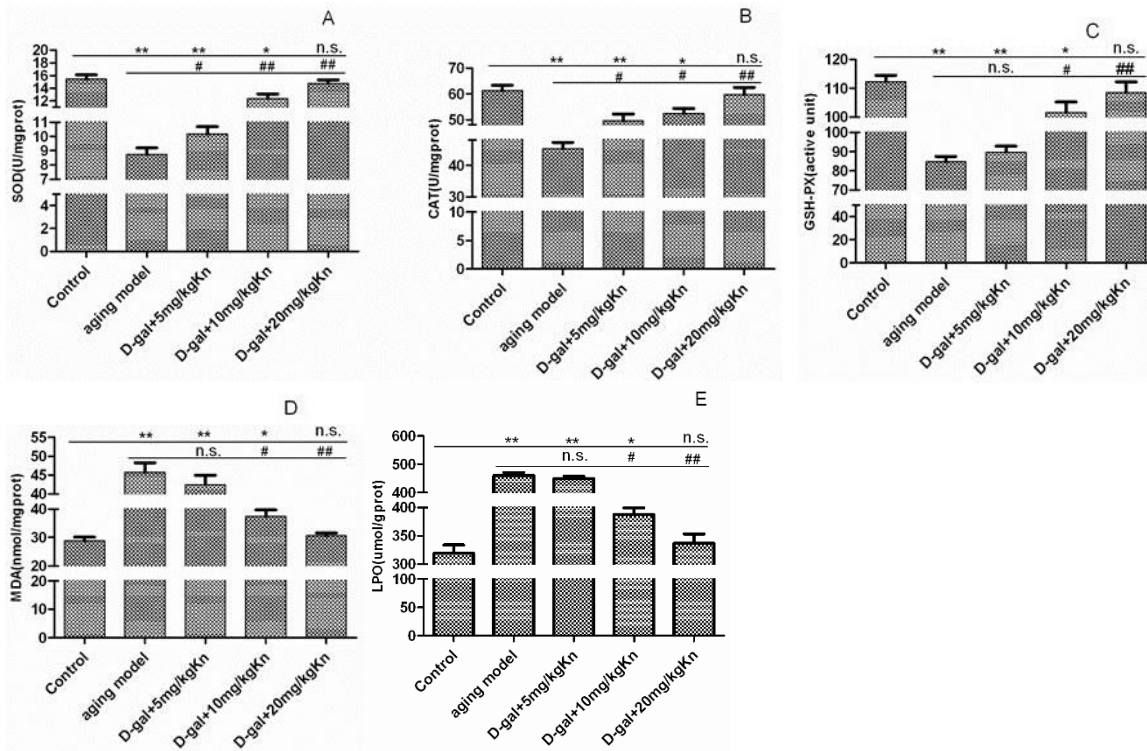 A
** ** * n.s.
# ## ##
SOD(U/mgprot)
20
18
16
14
12
10
9
8
7
6
4
2
0
Control
aging model
D-gal+5mg/kgKn
D-gal+10mg/kgKn
D-gal+20mg/kgKn
B
** ** * n.s.
# # ##
CAT(U/mgprot)
70
60
50
40
30
10
5
0
Control
aging model
D-gal+5mg/kgKn
D-gal+10mg/kgKn
D-gal+20mg/kgKn
C
** ** * n.s.
n.s. # ##
GSH-PX(active unit)
110
100
100
90
80
70
60
40
20
0
Control
aging model
D-gal+5mg/kgKn
D-gal+10mg/kgKn
D-gal+20mg/kgKn
D
** ** * n.s.
n.s. # ##
MDA(nmol/mgprot)
55
50
45
40
40
30
20
20
10
0
Control
aging model
D-gal+5mg/kgKn
D-gal+10mg/kgKn
D-gal+20mg/kgKn
E
** ** * n.s.
n.s. # ##
LPO(umol/gprot)
600
500
400
400
350
300
100
50
0
Control
aging model
D-gal+5mg/kgKn
D-gal+10mg/kgKn
D-gal+20mg/kgKn